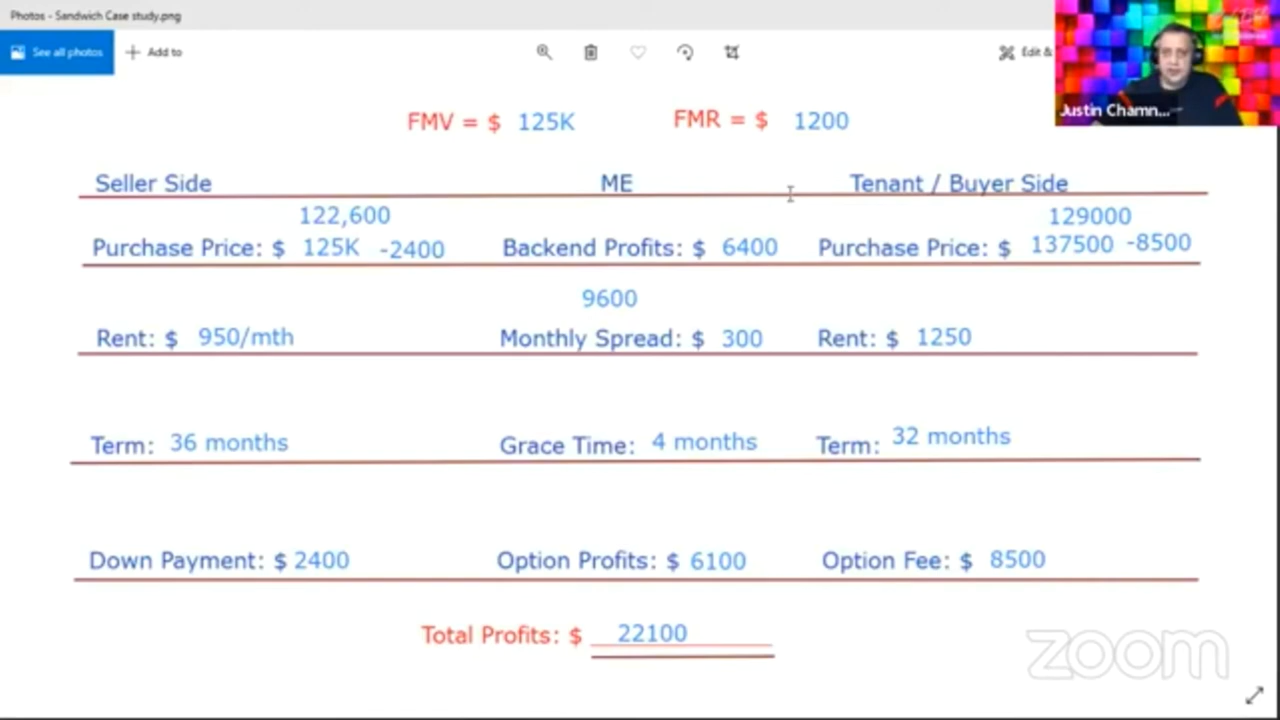 Photos - Sandwich Case study.png
See all photos
Add to
Edit &
Justin Chamn...
FMV = $ 125K
FMR = $ 1200
Seller Side
ME
Tenant / Buyer Side
122,600
129000
Purchase Price: $ 125K -2400
Backend Profits: $ 6400
Purchase Price: $ 137500 -8500
9600
Rent: $ 950/mth
Monthly Spread: $ 300
Rent: $ 1250
Term: 36 months
Grace Time: 4 months
Term: 32 months
Down Payment: $ 2400
Option Profits: $ 6100
Option Fee: $ 8500
Total Profits: $ 22100
zoom